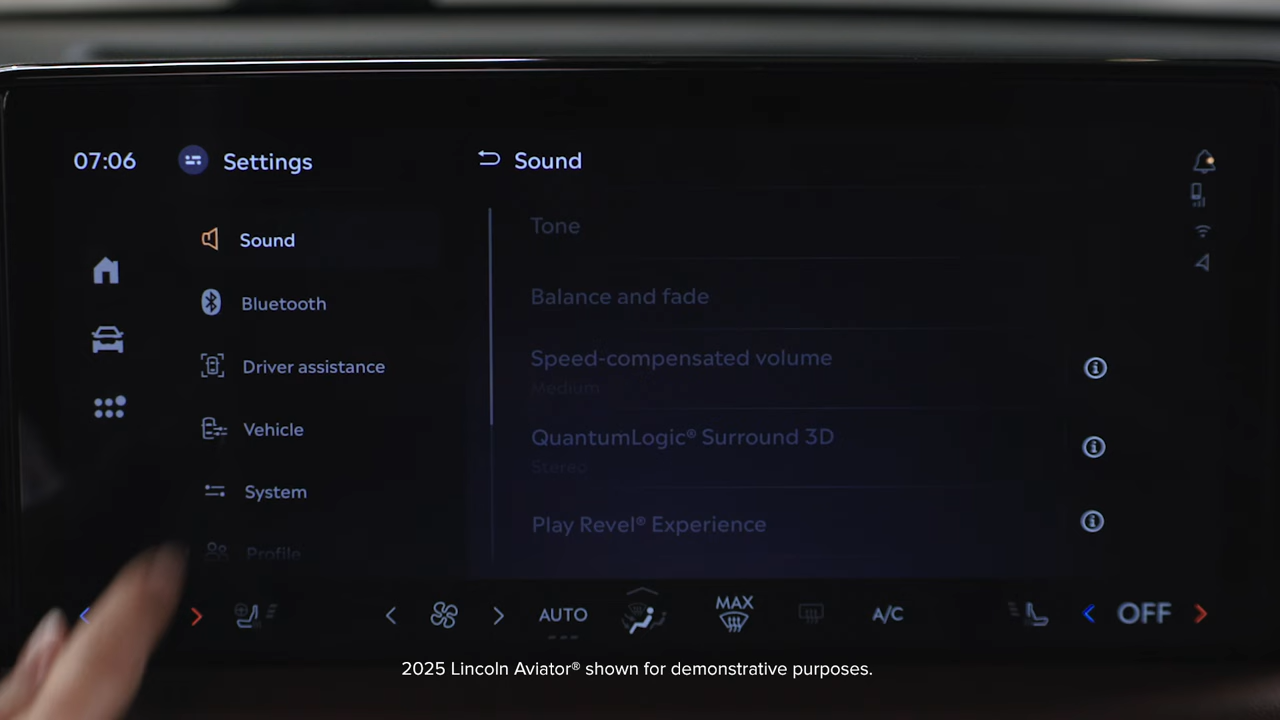 07:06
Settings
Sound
Sound
Bluetooth
Driver assistance
Vehicle
System
Profile
Tone
Balance and fade
Speed-compensated volume
Medium
QuantumLogic® Surround 3D
Stereo
Play Revel® Experience
AUTO
MAX
A/C
OFF
2025 Lincoln Aviator® shown for demonstrative purposes.